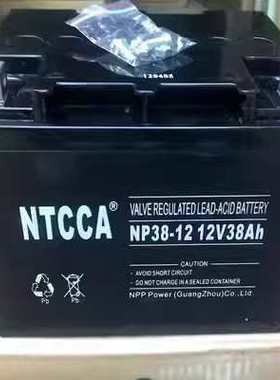 NTCCA®
VALVE REGULATED LEAD-ACID BATTERY
NP38-12 12V38Ah
CAUTION:
AVOID SHORT CIRCUIT
DO NOT CHARGE IN A SEALED CONTAINER
NPP Power (GuangZhou)Co.,Ltd.
Pb